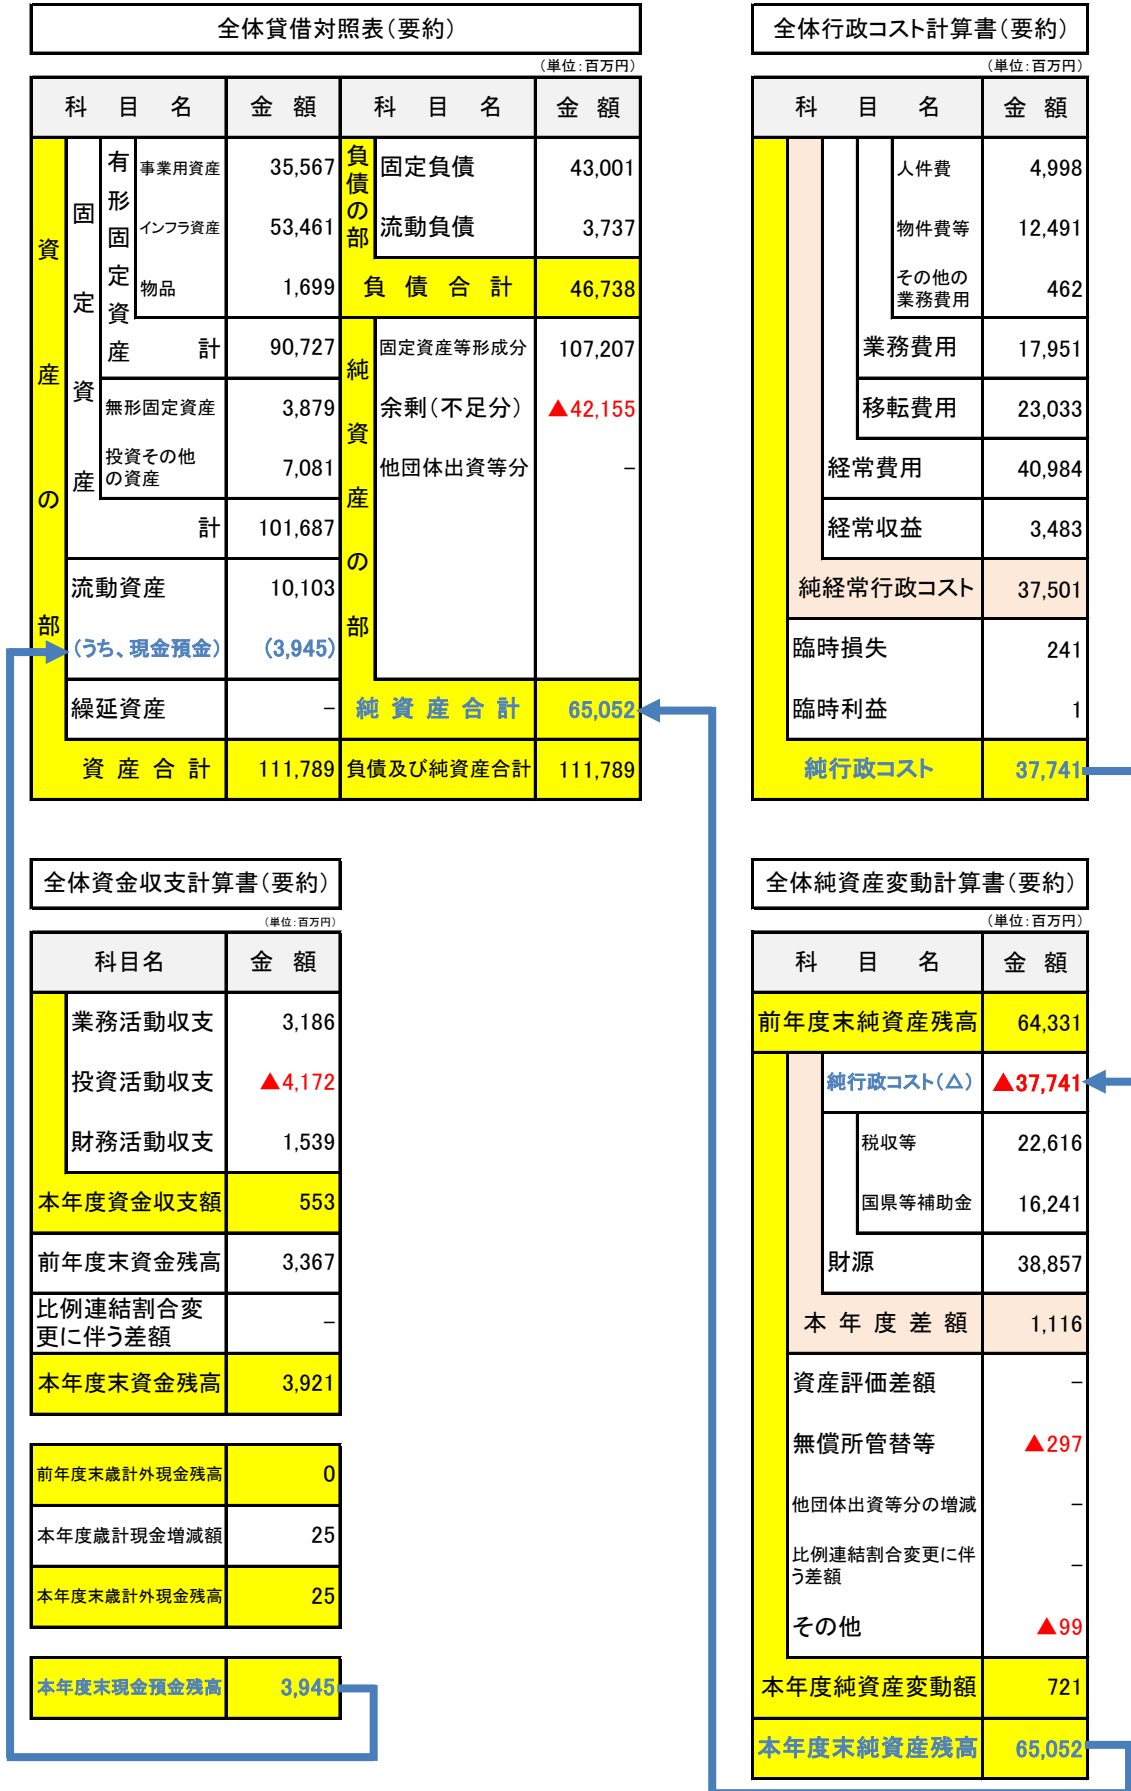 全体貸借対照表（要約）
（単位：百万円）
科 目 名 金 額 科 目 名 金 額
資産の部
固定資産
有形固定資産
事業用資産 35,567
インフラ資産 53,461
物品 1,699
計 90,727
無形固定資産 3,879
投資その他
の資産 7,081
計 101,687
流動資産 10,103
（うち、現金預金） (3,945)
繰延資産 －
資 産 合 計 111,789
負債の部
固定負債 43,001
流動負債 3,737
負 債 合 計 46,738
純資産の部
固定資産等形成分 107,207
余剰（不足分） ▲42,155
他団体出資等分 －
純 資 産 合 計 65,052
負債及び純資産合計 111,789
全体行政コスト計算書（要約）
（単位：百万円）
科 目 名 金 額
人件費 4,998
物件費等 12,491
その他の
業務費用 462
業務費用 17,951
移転費用 23,033
経常費用 40,984
経常収益 3,483
純経常行政コスト 37,501
臨時損失 241
臨時利益 1
純行政コスト 37,741
全体資金収支計算書（要約）
（単位：百万円）
科目名 金 額
業務活動収支 3,186
投資活動収支 ▲4,172
財務活動収支 1,539
本年度資金収支額 553
前年度末資金残高 3,367
比例連結割合変
更に伴う差額 －
本年度末資金残高 3,921
前年度末歳計外現金残高 0
本年度歳計現金増減額 25
本年度末歳計外現金残高 25
本年度末現金預金残高 3,945
全体純資産変動計算書（要約）
（単位：百万円）
科 目 名 金 額
前年度末純資産残高 64,331
純行政コスト（△） ▲37,741
税収等 22,616
国県等補助金 16,241
財源 38,857
本 年 度 差 額 1,116
資産評価差額 －
無償所管替等 ▲297
他団体出資等分の増減 －
比例連結割合変更に伴
う差額 －
その他 ▲99
本年度純資産変動額 721
本年度末純資産残高 65,052